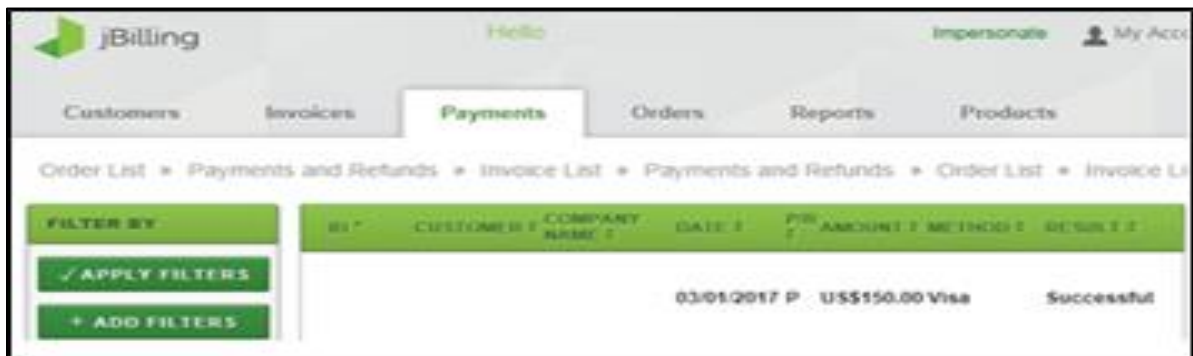 jBilling Hello Impersonate My Acco
Customers Invoices Payments Orders Reports Products
Order List » Payments and Refunds » Invoice List » Payments and Refunds » Order List » Invoice Li
FILTER BY
ID CUSTOMER COMPANY NAME DATE AMOUNT METHOD RESULT
✓ APPLY FILTERS
+ ADD FILTERS
03/01/2017 P US$150.00 Visa Successful